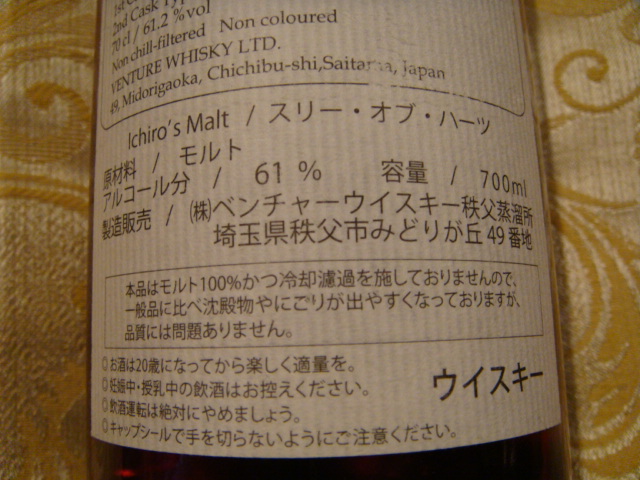 1st C
2nd Cask Typ
70 cl / 61.2 %vol
Non chill-filtered Non coloured
VENTURE WHISKY LTD.
49, Midorigaoka, Chichibu-shi,Saitama, Japan
Ichiro's Malt / スリー・オブ・ハーツ
原材料 / モルト
アルコール分 / 61 % 容量 / 700ml
製造販売 / ㈱ベンチャーウイスキー秩父蒸溜所
埼玉県秩父市みどりが丘49番地
本品はモルト100%かつ冷却濾過を施しておりませんので、
一般品に比べ沈殿物やにごりが出やすくなっておりますが、
品質には問題ありません。
◎お酒は20歳になってから楽しく適量を。
◎妊娠中・授乳中の飲酒はお控えください。
◎飲酒運転は絶対にやめましょう。
◎キャップシールで手を切らないようにご注意ください。
ウイスキー